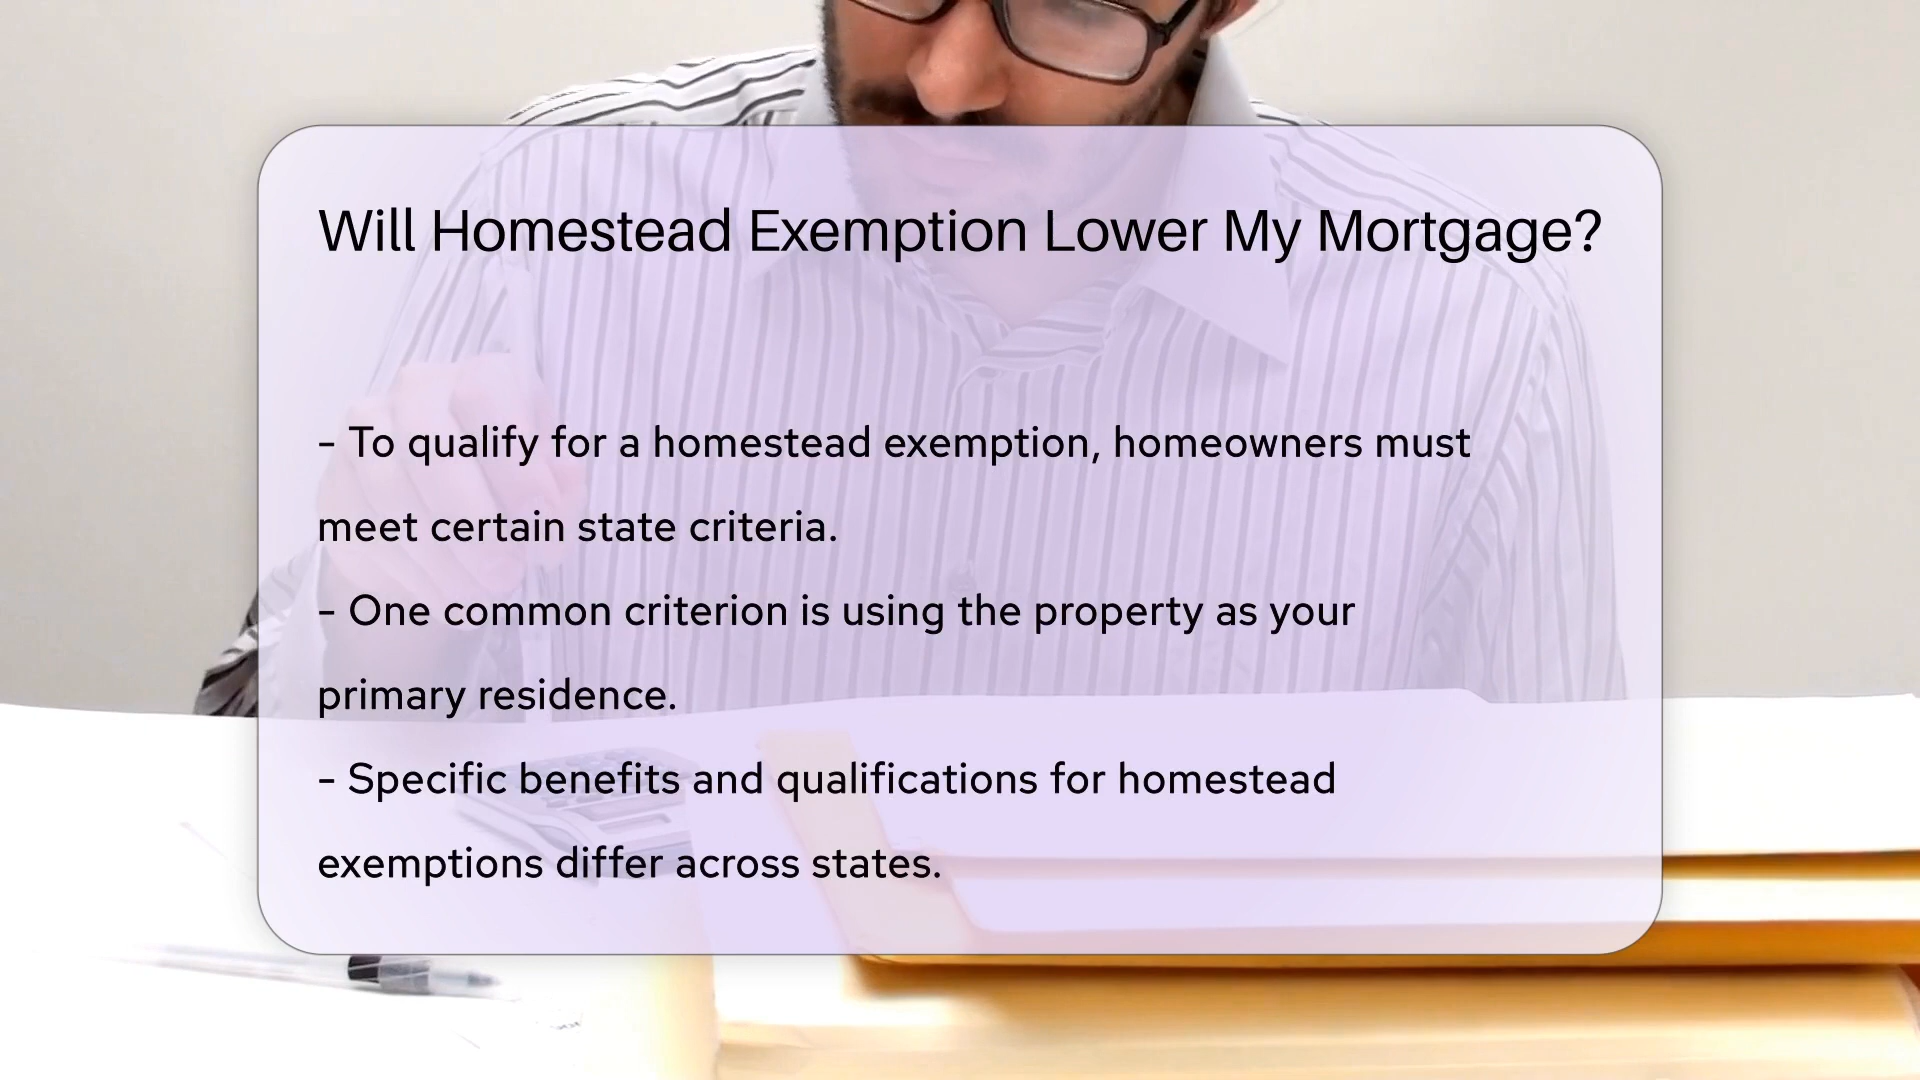 Will Homestead Exemption Lower My Mortgage?
- To qualify for a homestead exemption, homeowners must
meet certain state criteria.
- One common criterion is using the property as your
primary residence.
- Specific benefits and qualifications for homestead
exemptions differ across states.